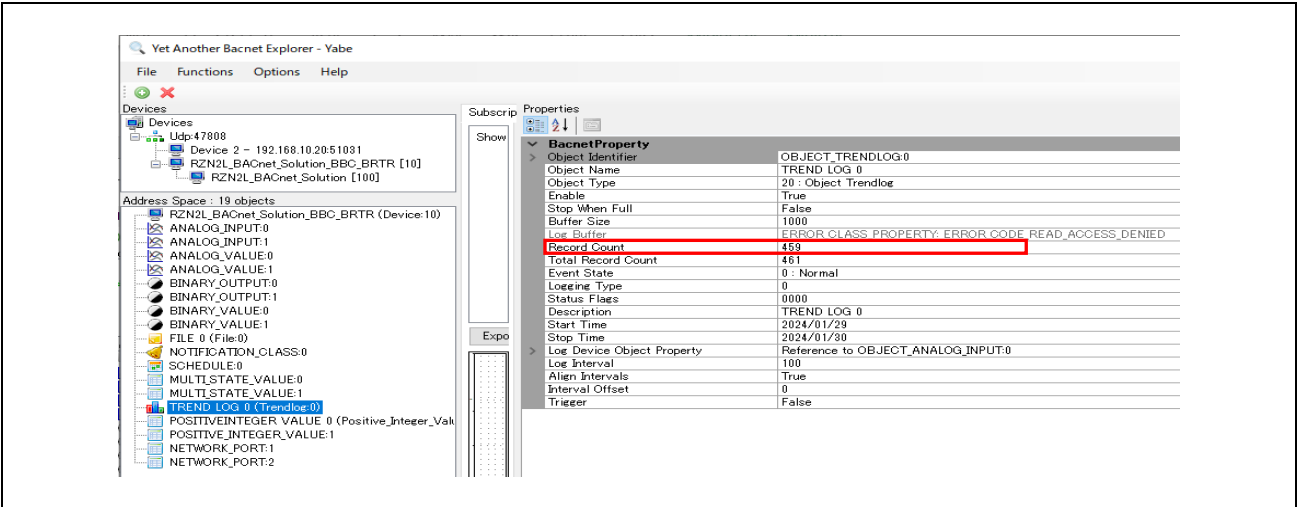 Yet Another Bacnet Explorer - Yabe
File Functions Options Help
Devices
Devices
Udp:47808
Device 2 - 192.168.10.20:51031
RZN2L_BACnet_Solution_BBC_BRTR [10]
RZN2L_BACnet_Solution [100]
Address Space : 19 objects
RZN2L_BACnet_Solution_BBC_BRTR (Device:10)
ANALOG_INPUT:0
ANALOG_INPUT:1
ANALOG_VALUE:0
ANALOG_VALUE:1
BINARY_OUTPUT:0
BINARY_OUTPUT:1
BINARY_VALUE:0
BINARY_VALUE:1
FILE 0 (File:0)
NOTIFICATION_CLASS:0
SCHEDULE:0
MULTI_STATE_VALUE:0
MULTI_STATE_VALUE:1
TREND LOG 0 (Trendlog:0)
POSITIVEINTEGER VALUE 0 (Positive_Integer_Valu
POSITIVE_INTEGER_VALUE:1
NETWORK_PORT:1
NETWORK_PORT:2
Subscrip
Show
Expo
Properties
BacnetProperty
Object Identifier OBJECT_TRENDLOG:0
Object Name TREND LOG 0
Object Type 20 : Object Trendlog
Enable True
Stop When Full False
Buffer Size 1000
Log Buffer ERROR CLASS PROPERTY: ERROR CODE READ_ACCESS_DENIED
Record Count 459
Total Record Count 461
Event State 0 : Normal
Logging Type 0
Status Flags 0000
Description TREND LOG 0
Start Time 2024/01/29
Stop Time 2024/01/30
Log Device Object Property Reference to OBJECT_ANALOG_INPUT:0
Log Interval 100
Align Intervals True
Interval Offset 0
Trigger False